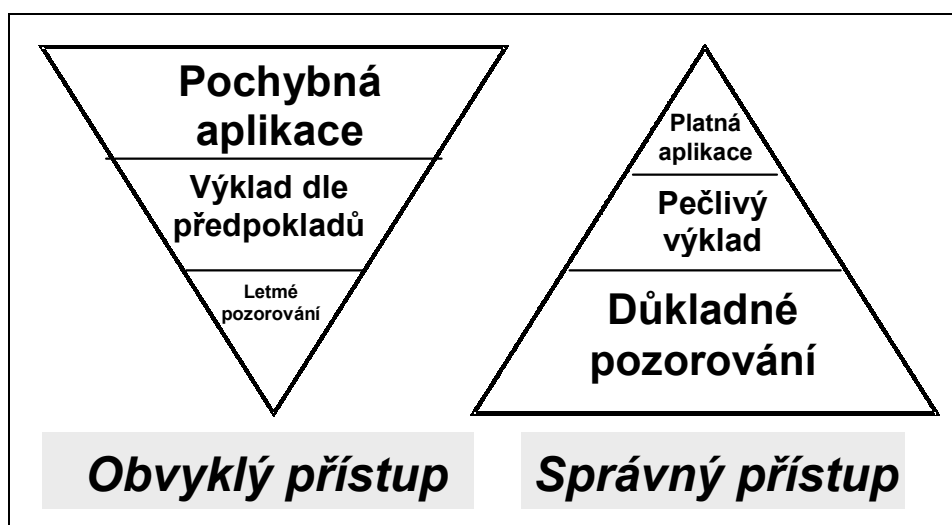 Pochybná
aplikace
Výklad dle
předpokladů
Letmé
pozorování
Obvyklý přístup
Platná
aplikace
Pečlivý
výklad
Důkladné
pozorování
Správný přístup